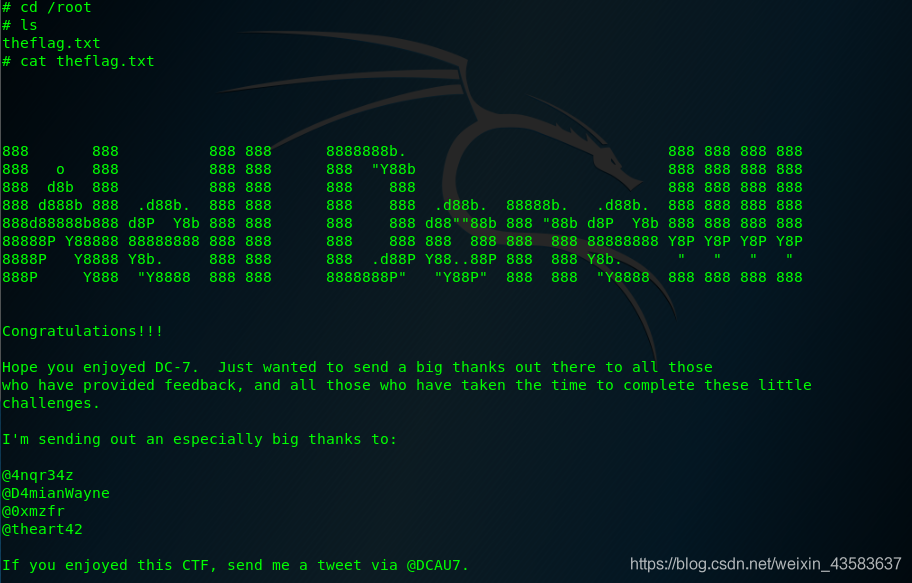 # cd /root
# ls
theflag.txt
# cat theflag.txt
888       888          888 888      8888888b.                             888 888 888 888
888   o   888          888 888      888  "Y88b                            888 888 888 888
888  d8b  888          888 888      888    888                            888 888 888 888
888 d888b 888  .d88b.  888 888      888    888  .d88b.  88888b.   .d88b.  888 888 888 888
888d88888b888 d8P  Y8b 888 888      888    888 d88""88b 888 "88b d8P  Y8b 888 888 888 888
88888P Y88888 88888888 888 888      888    888 888  888 888  888 88888888 Y8P Y8P Y8P Y8P
8888P   Y8888 Y8b.     888 888      888  .d88P Y88..88P 888  888 Y8b.      "   "   "   "
888P     Y888  "Y8888  888 888      8888888P"   "Y88P"  888  888  "Y8888  888 888 888 888
Congratulations!!!
Hope you enjoyed DC-7.  Just wanted to send a big thanks out there to all those
who have provided feedback, and all those who have taken the time to complete these little
challenges.
I'm sending out an especially big thanks to:
@4nqr34z
@D4mianWayne
@0xmzfr
@theart42
If you enjoyed this CTF, send me a tweet via @DCAU7.
https://blog.csdn.net/weixin_43583637